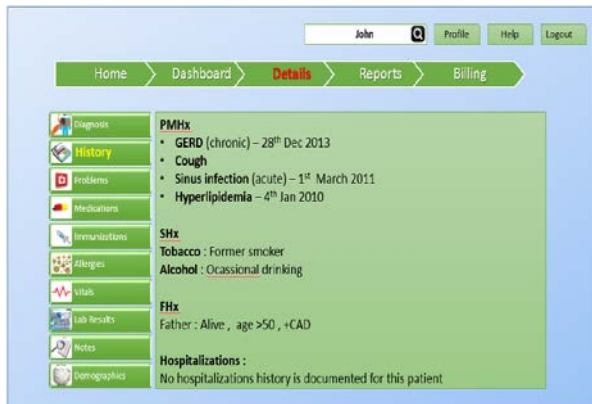 John
Profile
Help
Logout
Home
Dashboard
Details
Reports
Billing
Diagnosis
History
Problems
Medications
Immunizations
Allergies
Vitals
Lab Results
Notes
Demographics
PMHx
• GERD (chronic) – 28th Dec 2013
• Cough
• Sinus infection (acute) – 1st March 2011
• Hyperlipidemia – 4th Jan 2010
SHx
Tobacco : Former smoker
Alcohol : Ocassional drinking
FHx
Father : Alive , age >50 , +CAD
Hospitalizations :
No hospitalizations history is documented for this patient